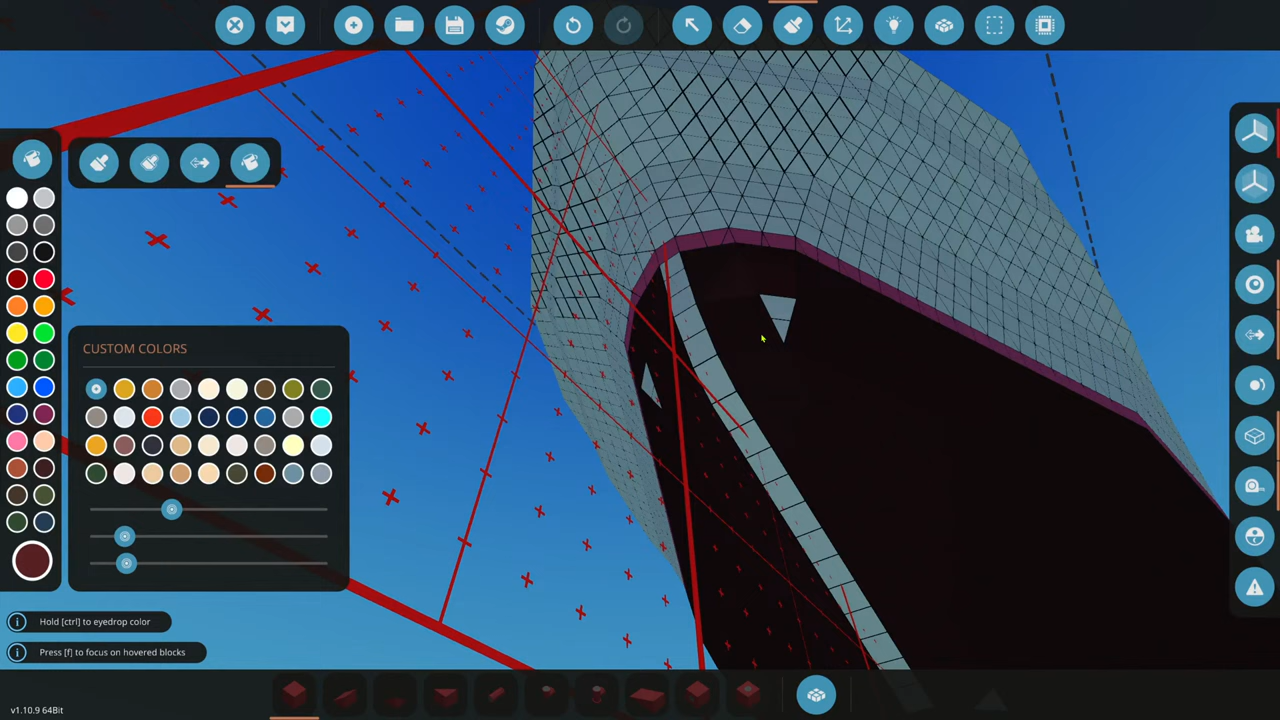 CUSTOM COLORS
Hold [ctrl] to eyedrop color
Press [f] to focus on hovered blocks
v1.10.9 64Bit